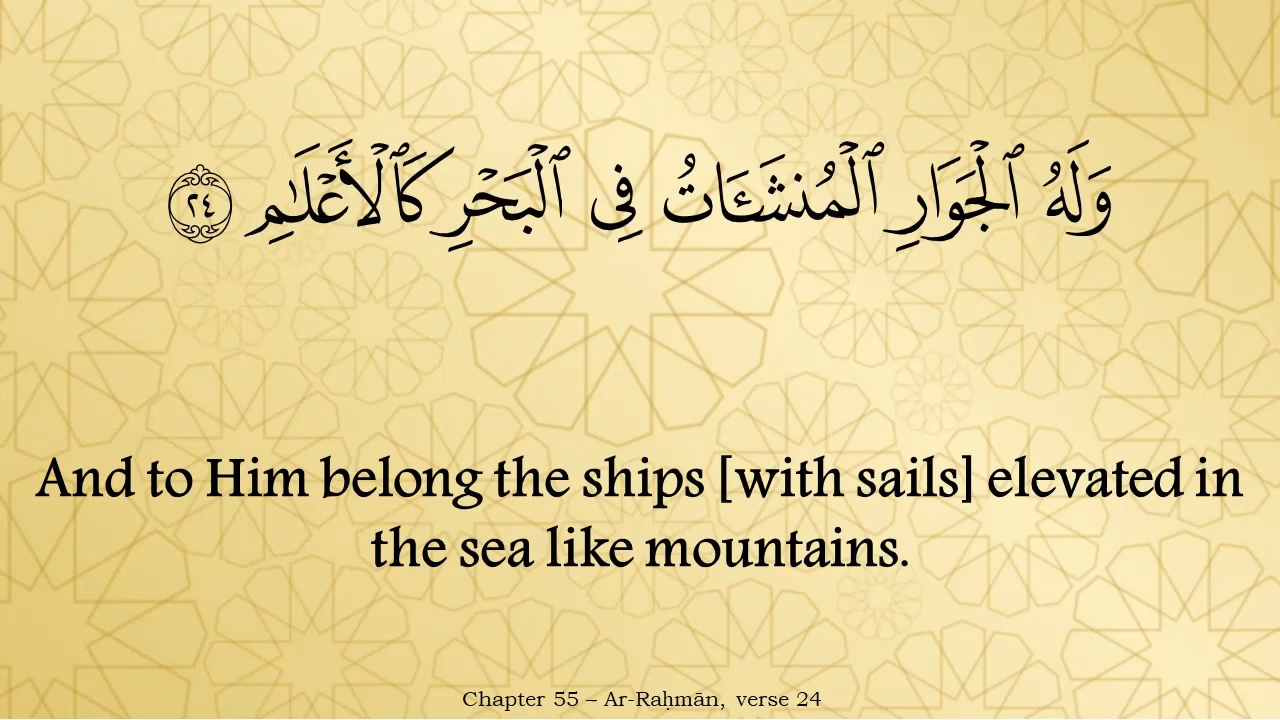 وَلَهُ ٱلْجَوَارِ ٱلْمُنشَـَٔاتُ فِى ٱلْبَحْرِ كَٱلْأَعْلَـٰمِ ٢٤
And to Him belong the ships [with sails] elevated in
the sea like mountains.
Chapter 55 – Ar-Raḥmān, verse 24